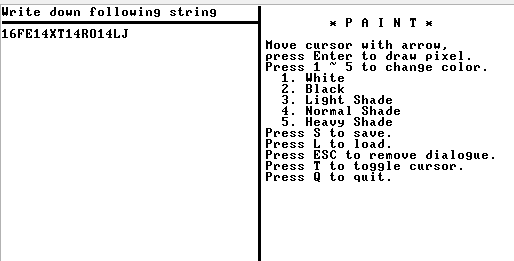 Write down following string
16FE14XT14RO14LJ
* P A I N T *
Move cursor with arrow,
press Enter to draw pixel.
Press 1 ~ 5 to change color.
1. White
2. Black
3. Light Shade
4. Normal Shade
5. Heavy Shade
Press S to save.
Press L to load.
Press ESC to remove dialogue.
Press T to toggle cursor.
Press Q to quit.